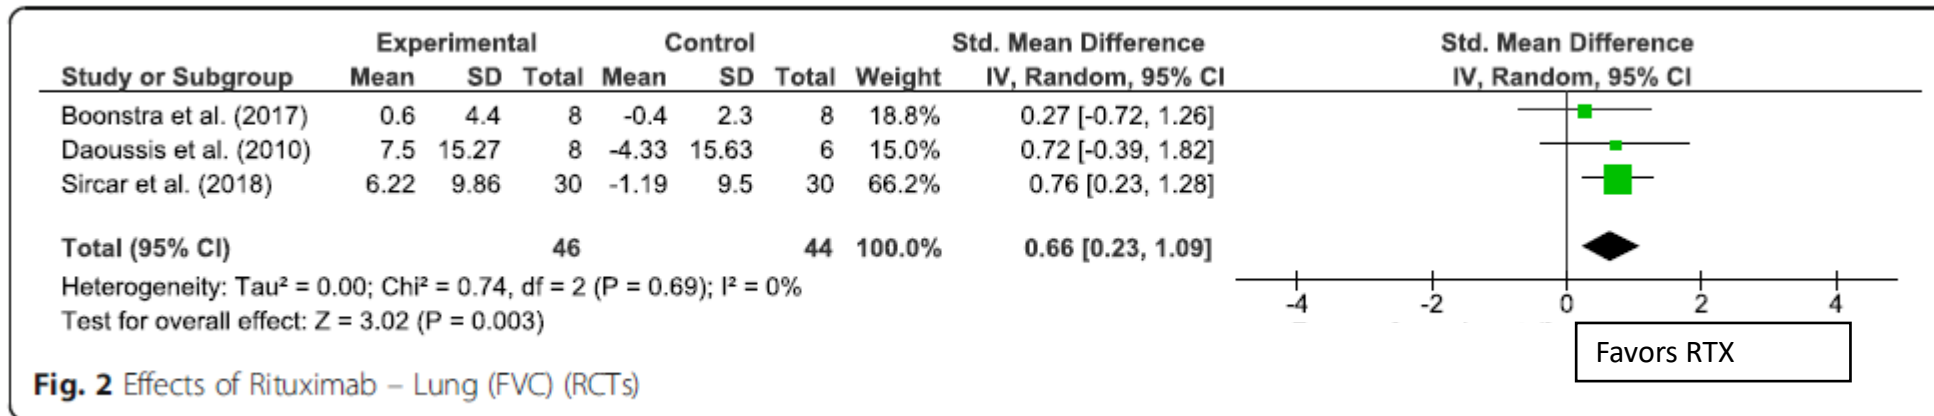 Experimental Control Std. Mean Difference Std. Mean Difference
Study or Subgroup Mean SD Total Mean SD Total Weight IV, Random, 95% CI IV, Random, 95% CI
Boonstra et al. (2017) 0.6 4.4 8 -0.4 2.3 8 18.8% 0.27 [-0.72, 1.26]
Daoussis et al. (2010) 7.5 15.27 8 -4.33 15.63 6 15.0% 0.72 [-0.39, 1.82]
Sircar et al. (2018) 6.22 9.86 30 -1.19 9.5 30 66.2% 0.76 [0.23, 1.28]
Total (95% CI) 46 44 100.0% 0.66 [0.23, 1.09]
Heterogeneity: Tau² = 0.00; Chi² = 0.74, df = 2 (P = 0.69); I² = 0%
Test for overall effect: Z = 3.02 (P = 0.003)
-4 -2 0 2 4
Favors RTX
Fig. 2 Effects of Rituximab – Lung (FVC) (RCTs)